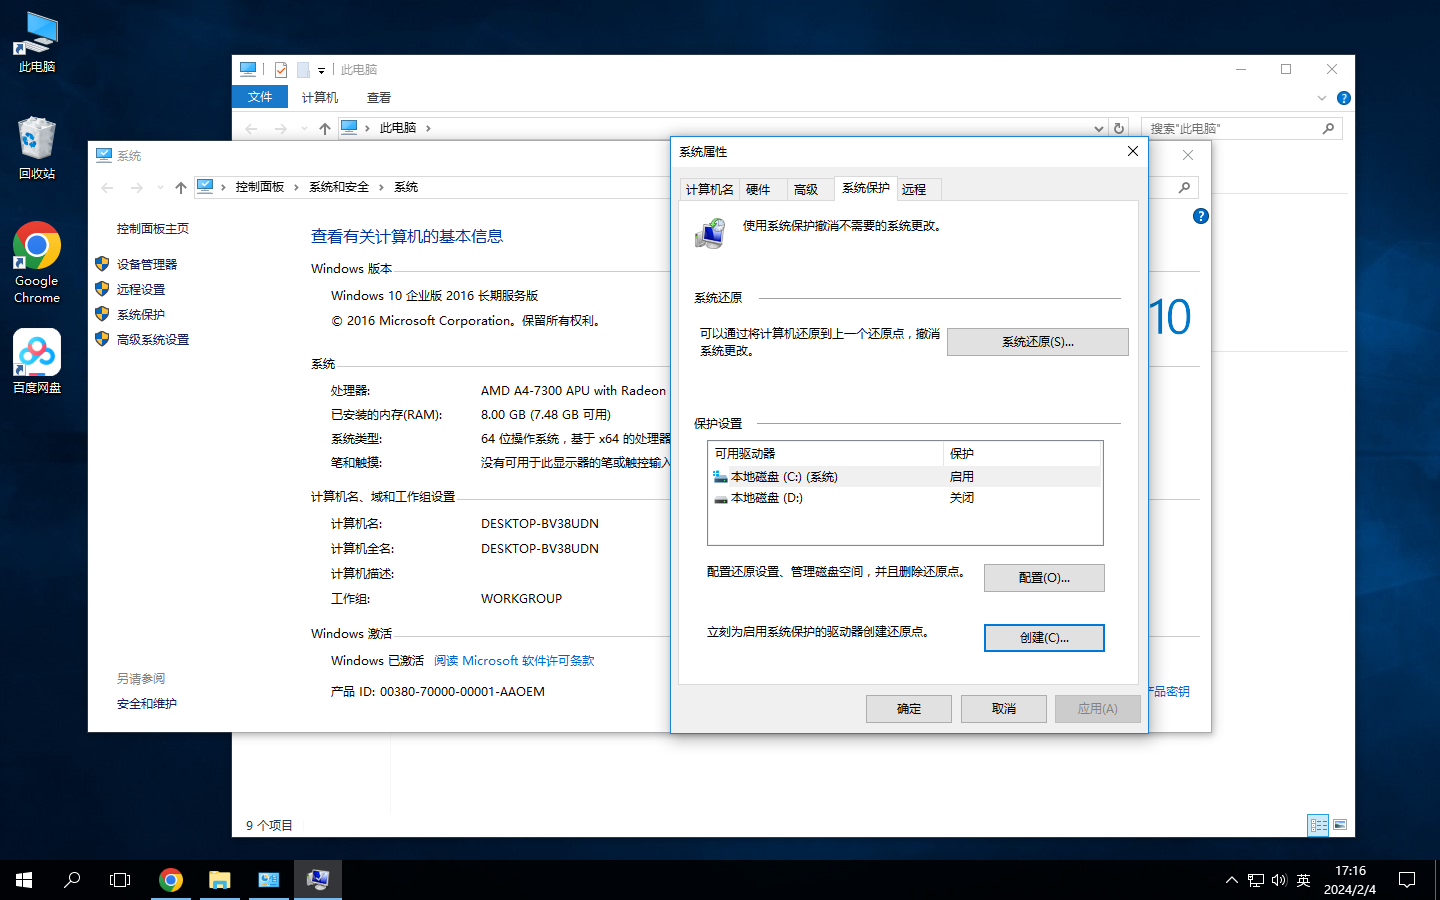 此电脑
回收站
Google
Chrome
百度网盘
此电脑
文件
计算机
查看
此电脑
搜索"此电脑"
系统
控制面板
系统和安全
系统
控制面板主页
设备管理器
远程设置
系统保护
高级系统设置
另请参阅
安全和维护
查看有关计算机的基本信息
Windows 版本
Windows 10 企业版 2016 长期服务版
© 2016 Microsoft Corporation。保留所有权利。
10
系统
处理器:
AMD A4-7300 APU with Radeon
已安装的内存(RAM):
8.00 GB (7.48 GB 可用)
系统类型:
64 位操作系统，基于 x64 的处理器
笔和触摸:
没有可用于此显示器的笔或触控输入
计算机名、域和工作组设置
计算机名:
DESKTOP-BV38UDN
计算机全名:
DESKTOP-BV38UDN
计算机描述:
工作组:
WORKGROUP
Windows 激活
Windows 已激活 阅读 Microsoft 软件许可条款
产品 ID: 00380-70000-00001-AAOEM
产品密钥
系统属性
计算机名
硬件
高级
系统保护
远程
使用系统保护撤消不需要的系统更改。
系统还原
可以通过将计算机还原到上一个还原点，撤消
系统更改。
系统还原(S)...
保护设置
可用驱动器
保护
本地磁盘 (C:) (系统)
启用
本地磁盘 (D:)
关闭
配置还原设置、管理磁盘空间，并且删除还原点。
配置(O)...
立刻为启用系统保护的驱动器创建还原点。
创建(C)...
确定
取消
应用(A)
9 个项目
英
17:16
2024/2/4